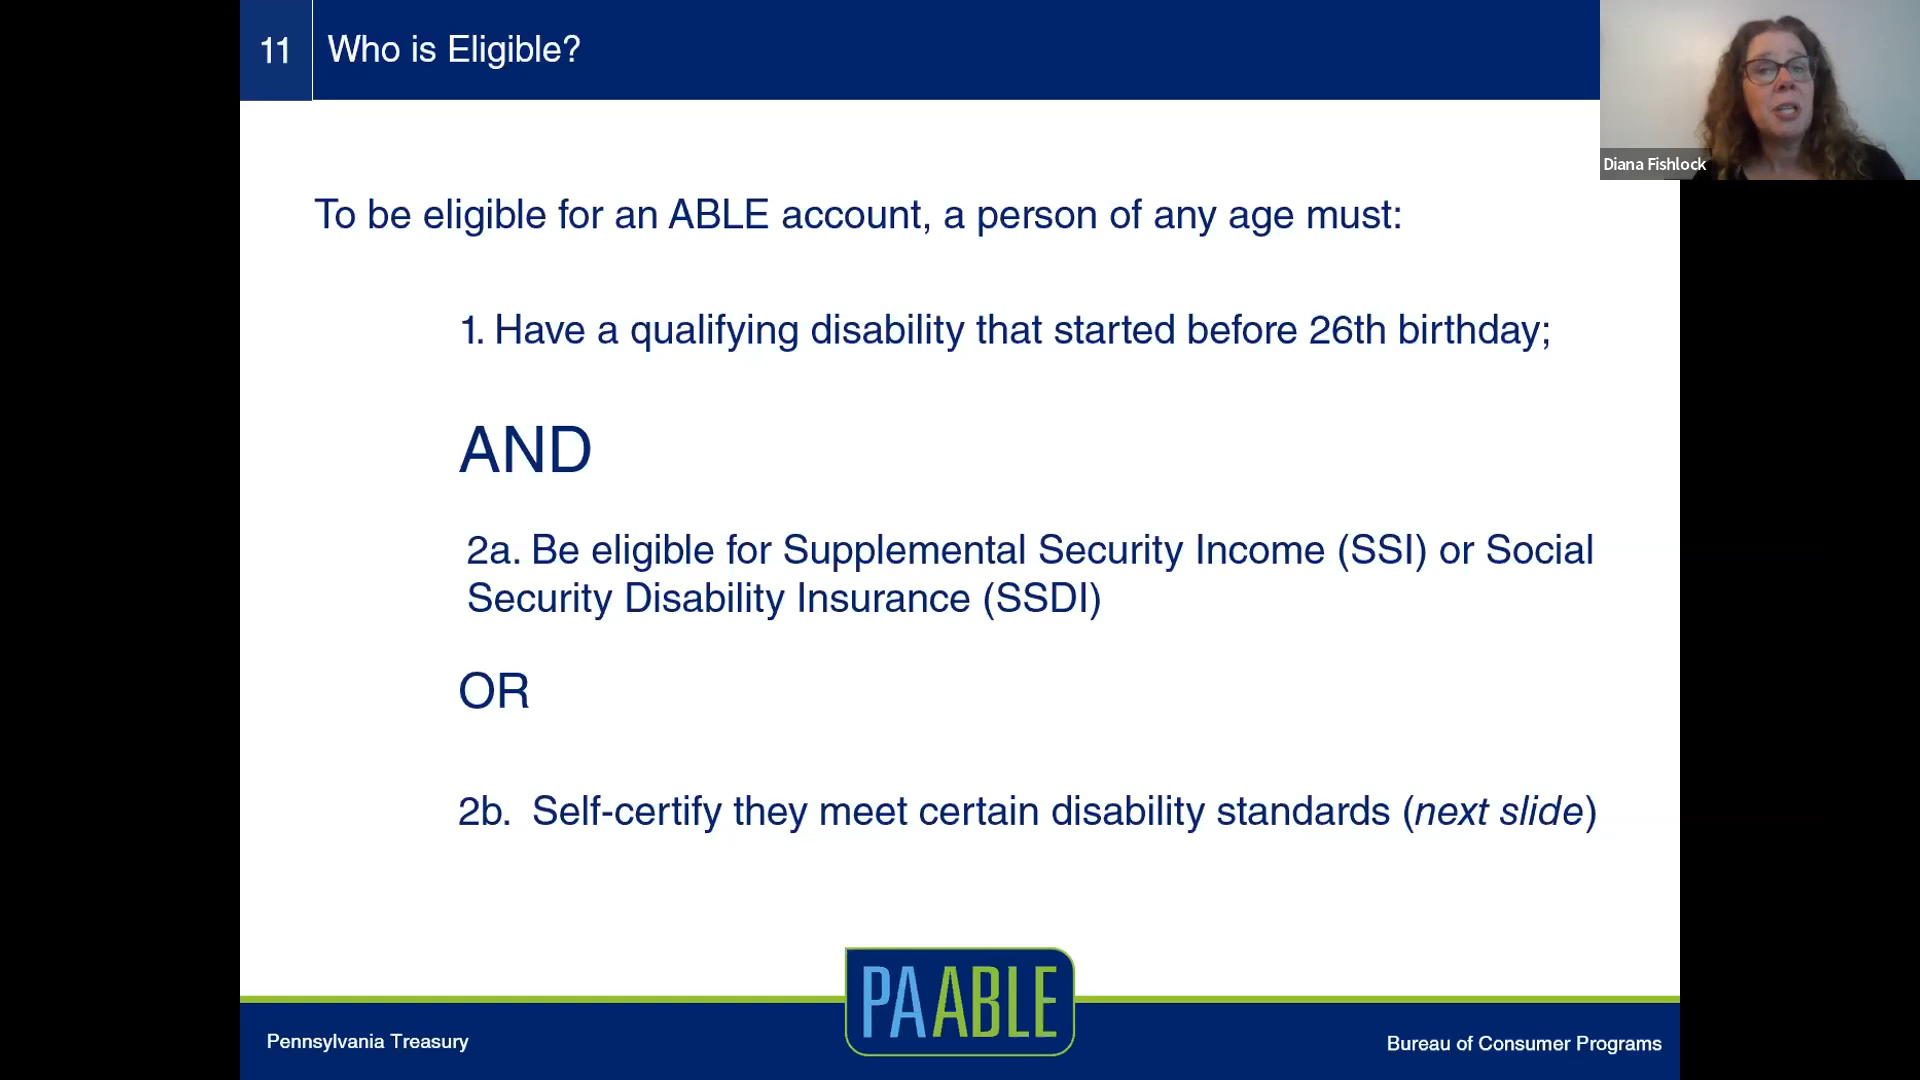 11
Who is Eligible?
Diana Fishlock
To be eligible for an ABLE account, a person of any age must:
1. Have a qualifying disability that started before 26th birthday;
AND
2a. Be eligible for Supplemental Security Income (SSI) or Social
Security Disability Insurance (SSDI)
OR
2b. Self-certify they meet certain disability standards (next slide)
PAABLE
Pennsylvania Treasury
Bureau of Consumer Programs